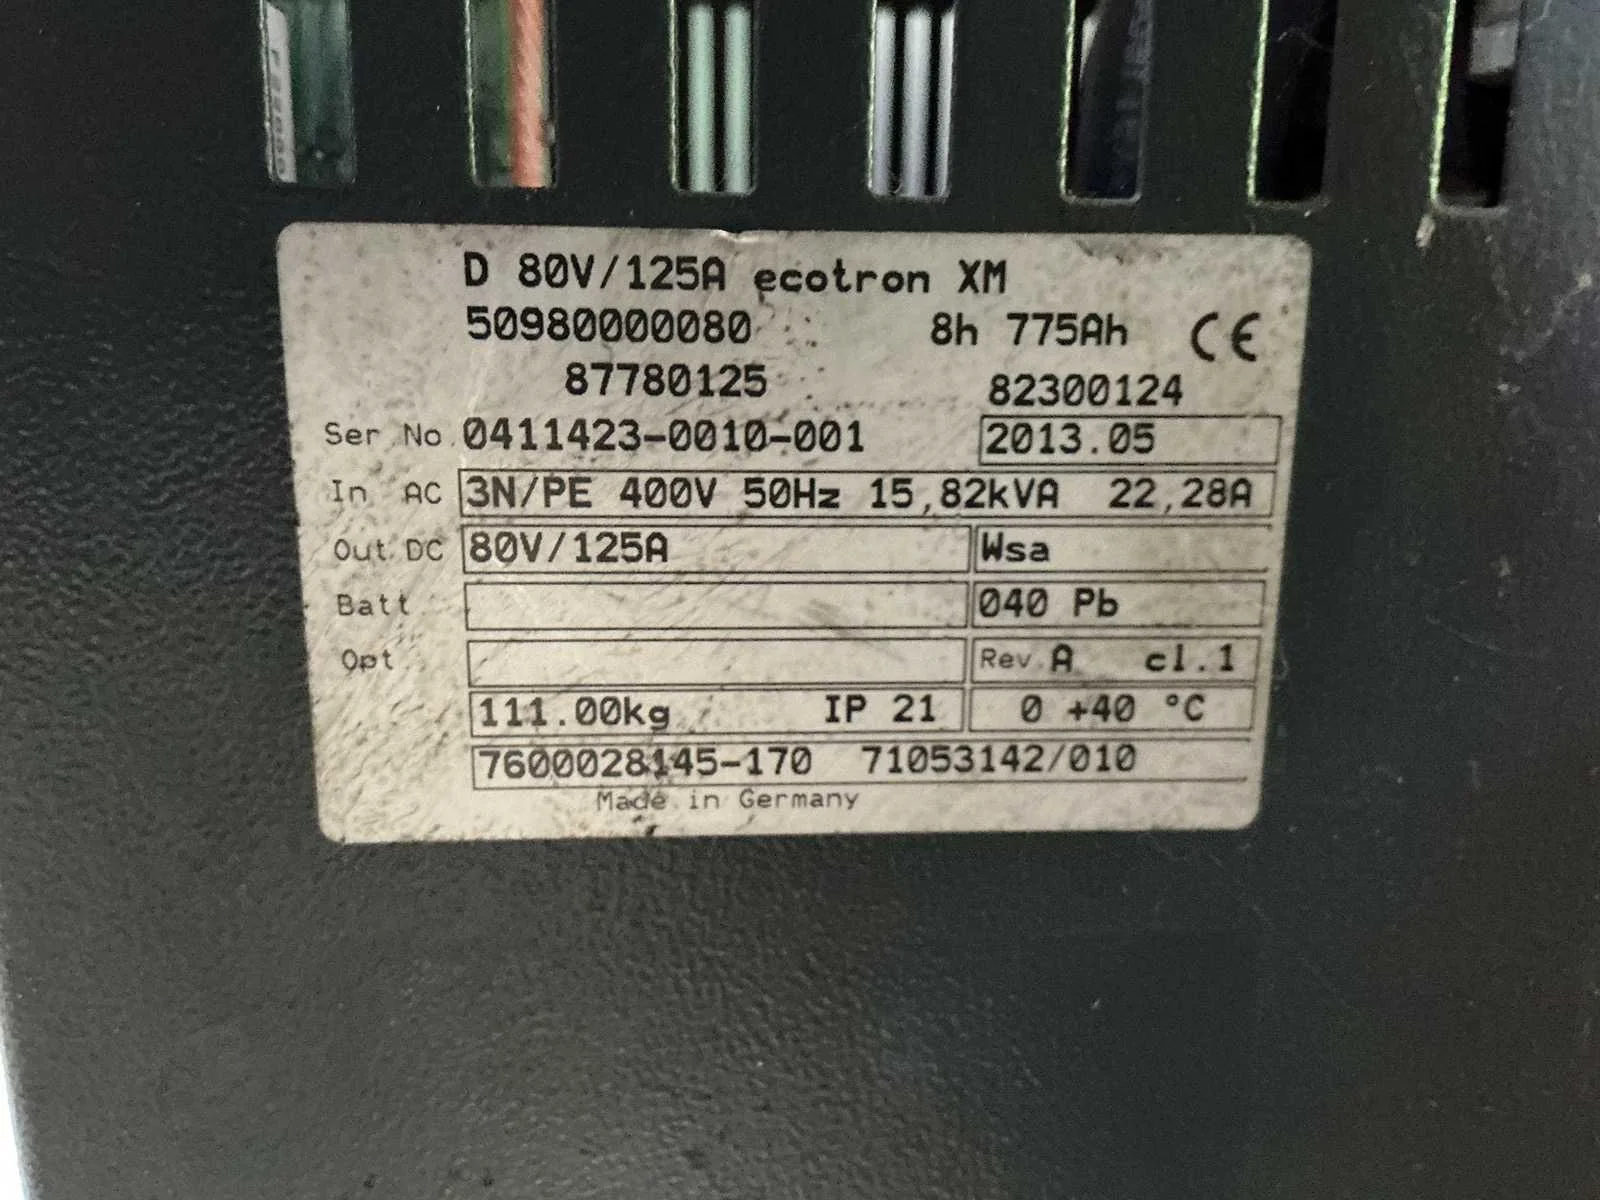 D 80V/125A ecotron XM
50980000080 8h 775Ah CE
87780125 82300124
Ser No 0411423-0010-001 2013.05
In AC 3N/PE 400V 50Hz 15,82kVA 22,28A
Out DC 80V/125A Wsa
Batt 040 Pb
Opt Rev A cl.1
111.00kg IP 21 0 +40 °C
7600028145-170 71053142/010
Made in Germany